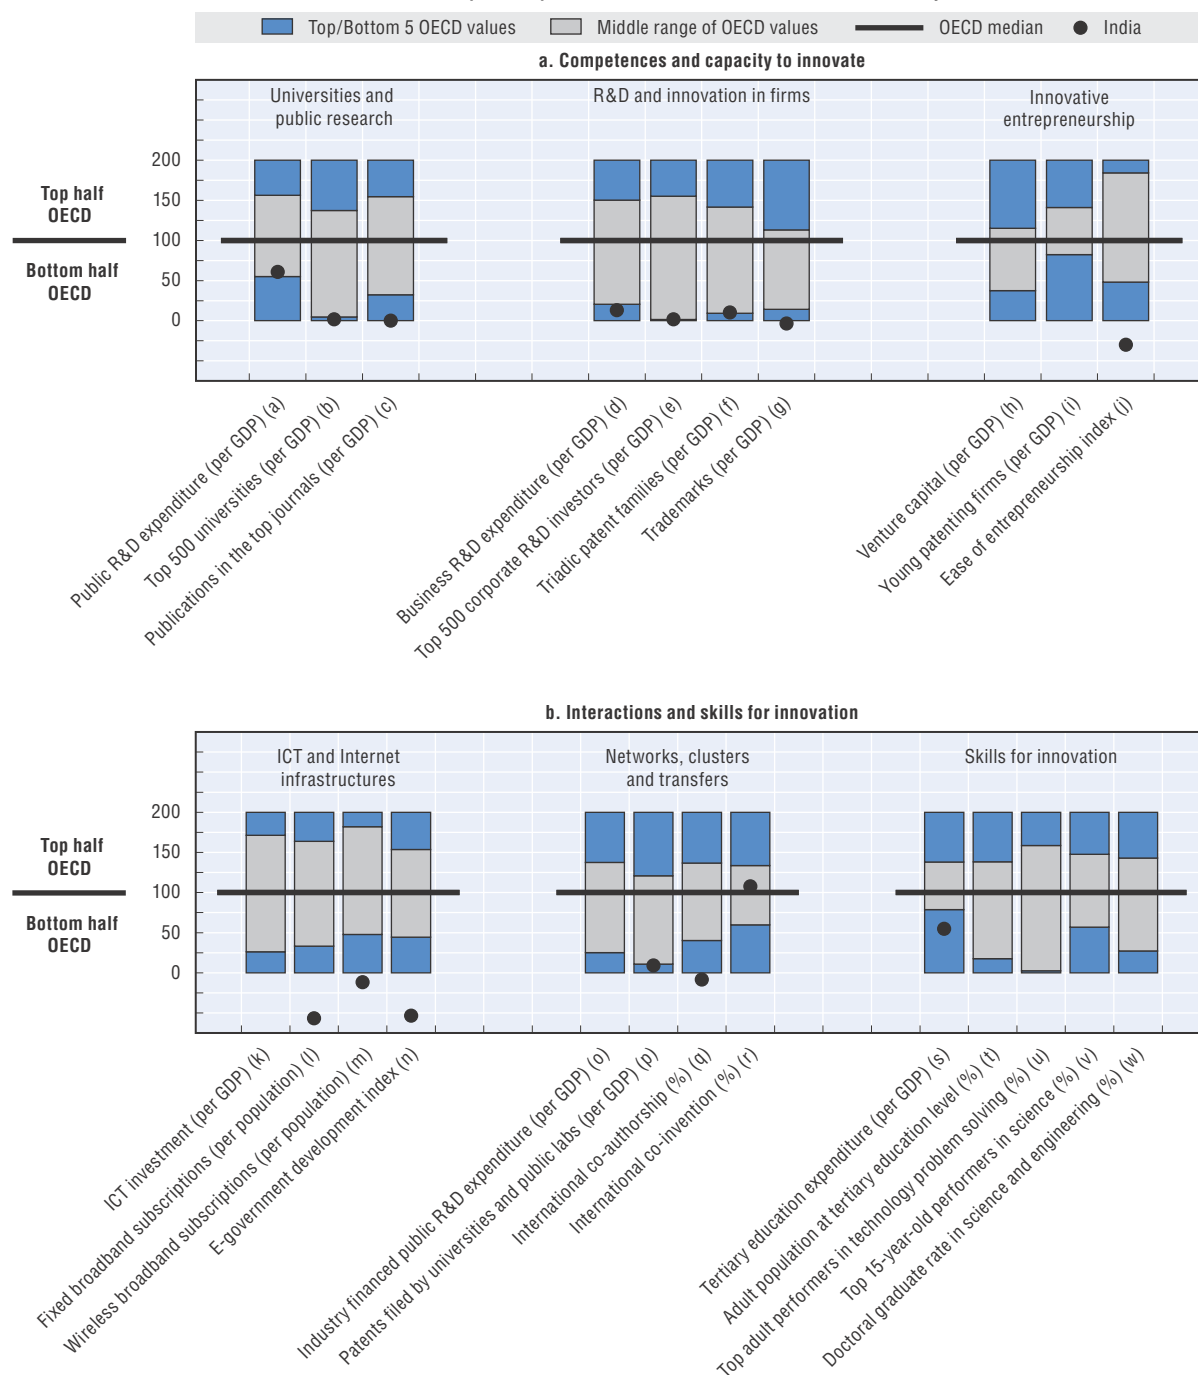 Top/Bottom 5 OECD values
Middle range of OECD values
OECD median
India
a. Competences and capacity to innovate
Universities and
public research
R&D and innovation in firms
Innovative
entrepreneurship
200
150
100
50
0
Top half
OECD
Bottom half
OECD
Public R&D expenditure (per GDP) (a)
Top 500 universities (per GDP) (b)
Publications in the top journals (per GDP) (c)
Business R&D expenditure (per GDP) (d)
Top 500 corporate R&D investors (per GDP) (e)
Triadic patent families (per GDP) (f)
Trademarks (per GDP) (g)
Venture capital (per GDP) (h)
Young patenting firms (per GDP) (i)
Ease of entrepreneurship index (j)
b. Interactions and skills for innovation
ICT and Internet
infrastructures
Networks, clusters
and transfers
Skills for innovation
200
150
100
50
0
Top half
OECD
Bottom half
OECD
ICT investment (per GDP) (k)
Fixed broadband subscriptions (per population) (l)
Wireless broadband subscriptions (per population) (m)
E-government development index (n)
Industry financed public R&D expenditure (per GDP) (o)
Patents filed by universities and public labs (per GDP) (p)
International co-authorship (%) (q)
International co-invention (%) (r)
Tertiary education expenditure (per GDP) (s)
Adult population at tertiary education level (%) (t)
Top adult performers in technology problem solving (%) (u)
Top 15-year-old performers in science (%) (v)
Doctoral graduate rate in science and engineering (%) (w)